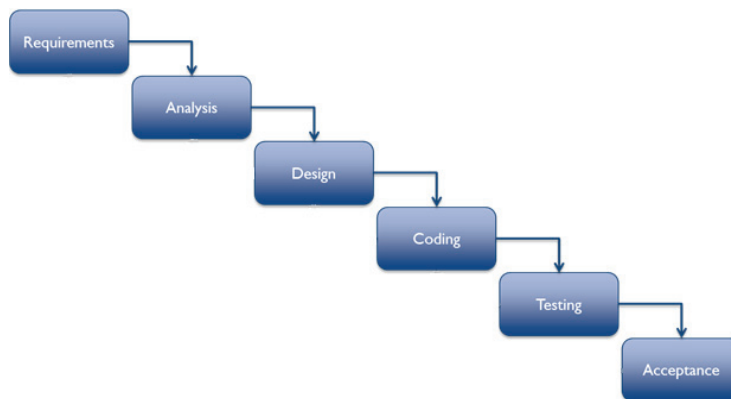 Requirements
Analysis
Design
Coding
Testing
Acceptance